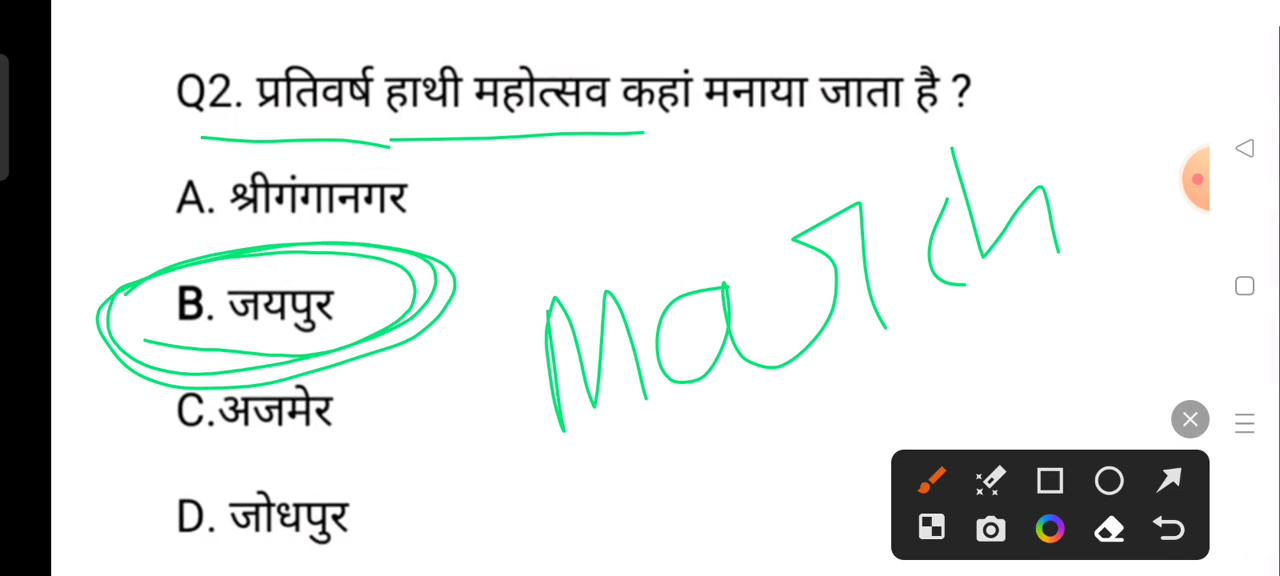 Q2. प्रतिवर्ष हाथी महोत्सव कहां मनाया जाता है ?
A. श्रीगंगानगर
B. जयपुर
March
C.अजमेर
D. जोधपुर